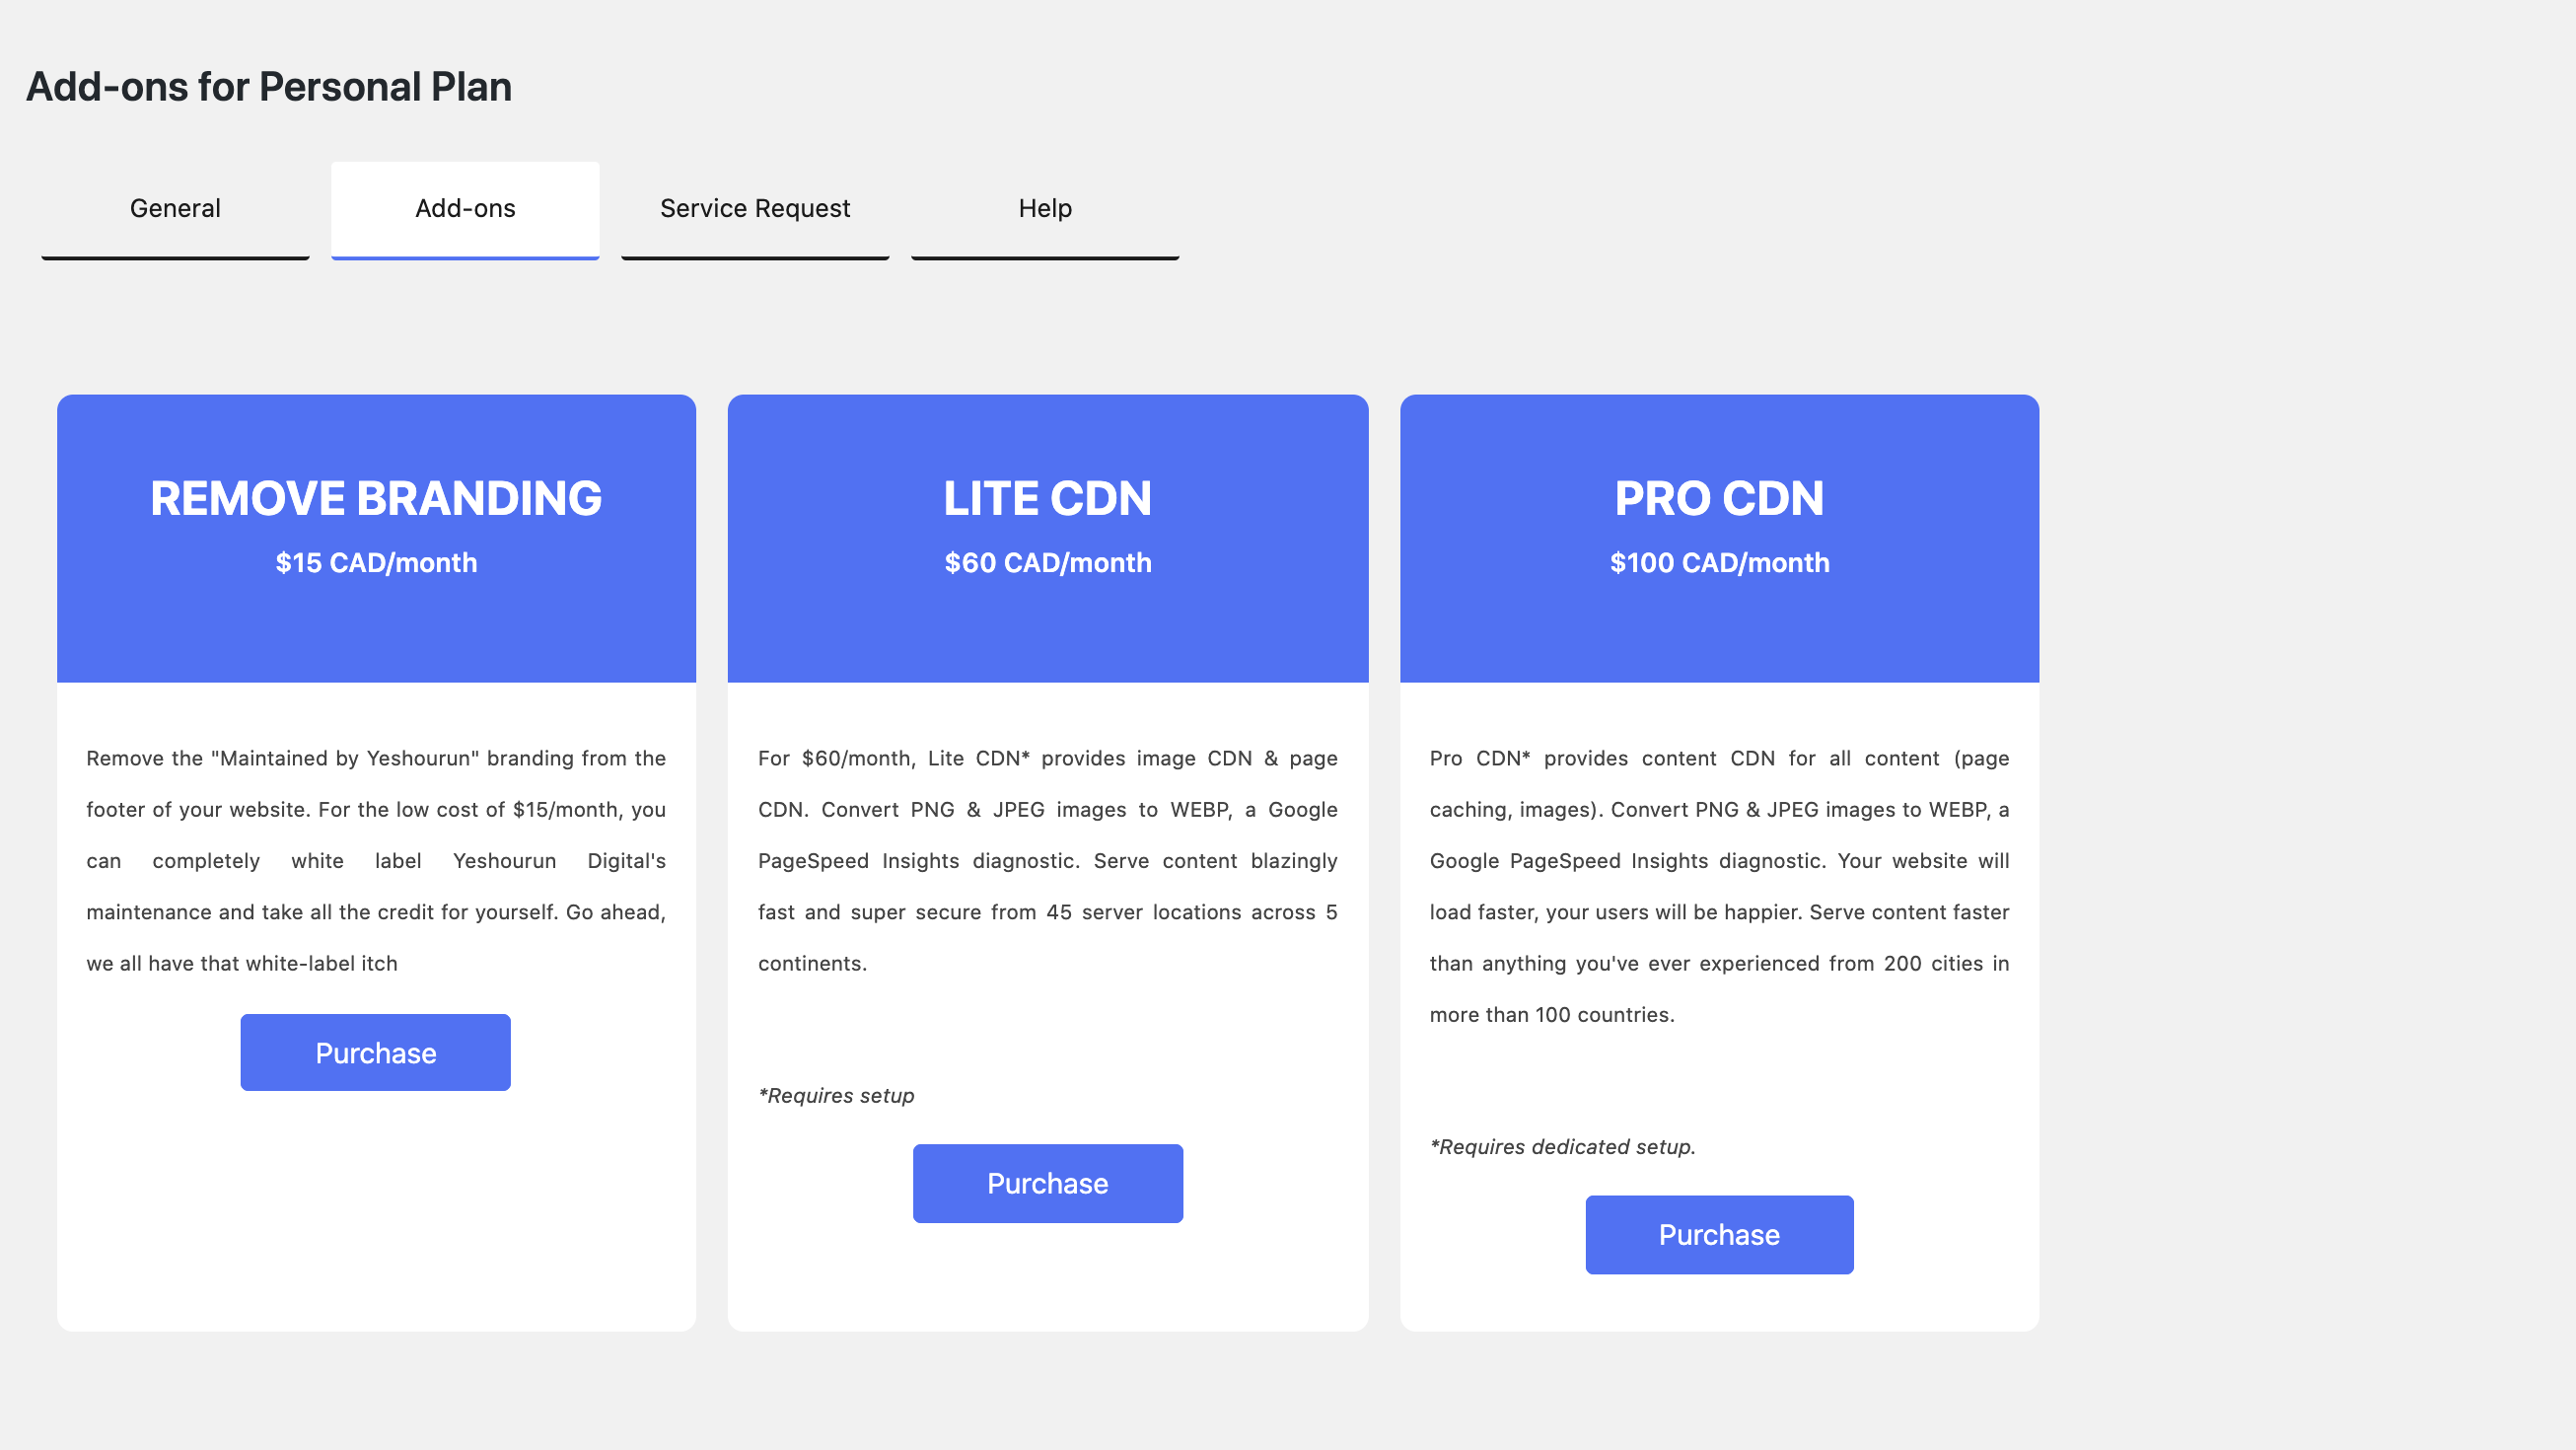 Add-ons for Personal Plan
General
Add-ons
Service Request
Help
REMOVE BRANDING
$15 CAD/month
Remove the "Maintained by Yeshourun" branding from the
footer of your website. For the low cost of $15/month, you
can completely white label Yeshourun Digital's
maintenance and take all the credit for yourself. Go ahead,
we all have that white-label itch
Purchase
LITE CDN
$60 CAD/month
For $60/month, Lite CDN* provides image CDN & page
CDN. Convert PNG & JPEG images to WEBP, a Google
PageSpeed Insights diagnostic. Serve content blazingly
fast and super secure from 45 server locations across 5
continents.
*Requires setup
Purchase
PRO CDN
$100 CAD/month
Pro CDN* provides content CDN for all content (page
caching, images). Convert PNG & JPEG images to WEBP, a
Google PageSpeed Insights diagnostic. Your website will
load faster, your users will be happier. Serve content faster
than anything you've ever experienced from 200 cities in
more than 100 countries.
*Requires dedicated setup.
Purchase